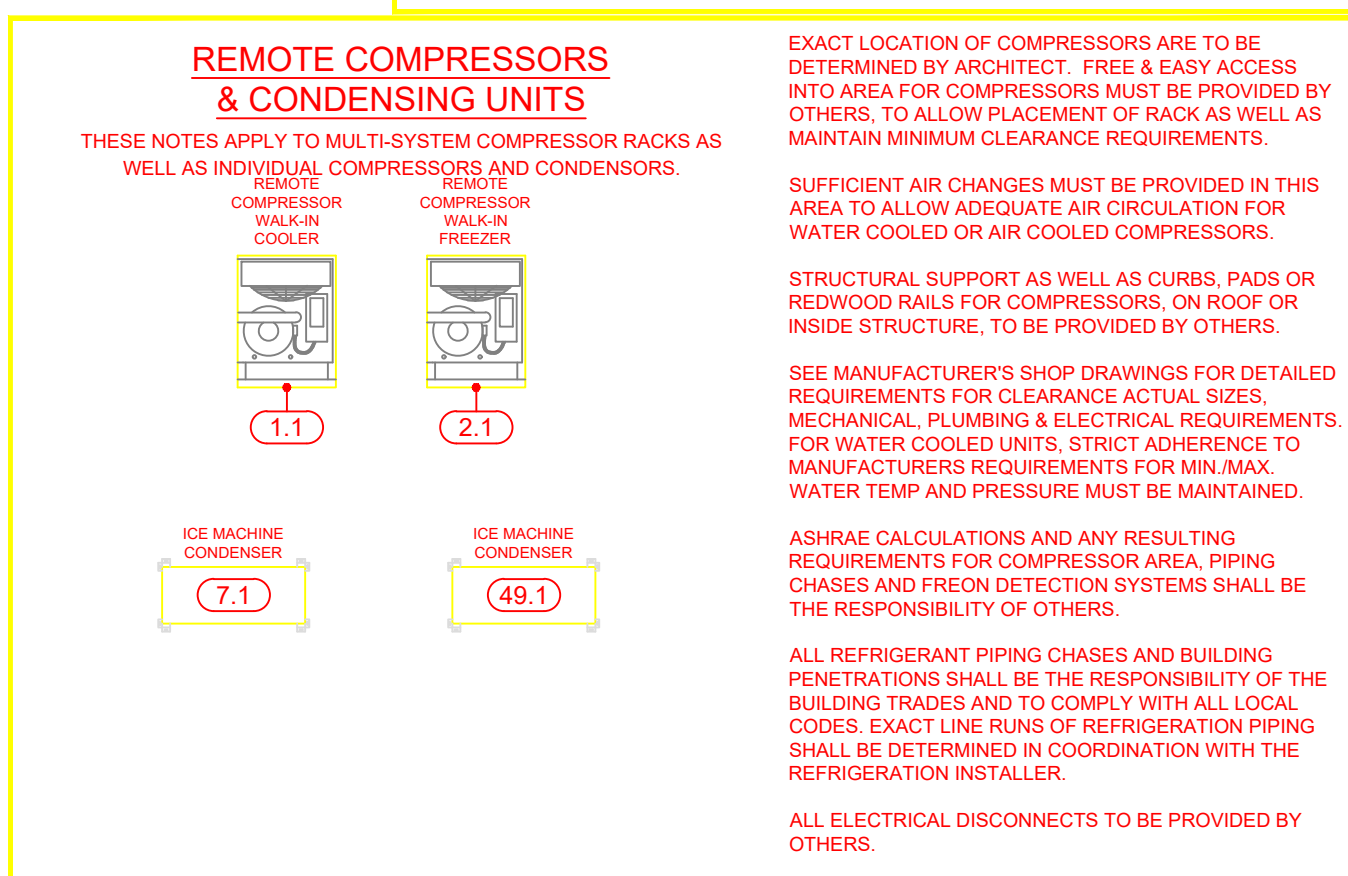 REMOTE COMPRESSORS
& CONDENSING UNITS
THESE NOTES APPLY TO MULTI-SYSTEM COMPRESSOR RACKS AS
WELL AS INDIVIDUAL COMPRESSORS AND CONDENSORS.
REMOTE
COMPRESSOR
WALK-IN
COOLER
1.1
REMOTE
COMPRESSOR
WALK-IN
FREEZER
2.1
ICE MACHINE
CONDENSER
7.1
ICE MACHINE
CONDENSER
49.1
EXACT LOCATION OF COMPRESSORS ARE TO BE
DETERMINED BY ARCHITECT. FREE & EASY ACCESS
INTO AREA FOR COMPRESSORS MUST BE PROVIDED BY
OTHERS, TO ALLOW PLACEMENT OF RACK AS WELL AS
MAINTAIN MINIMUM CLEARANCE REQUIREMENTS.
SUFFICIENT AIR CHANGES MUST BE PROVIDED IN THIS
AREA TO ALLOW ADEQUATE AIR CIRCULATION FOR
WATER COOLED OR AIR COOLED COMPRESSORS.
STRUCTURAL SUPPORT AS WELL AS CURBS, PADS OR
REDWOOD RAILS FOR COMPRESSORS, ON ROOF OR
INSIDE STRUCTURE, TO BE PROVIDED BY OTHERS.
SEE MANUFACTURER'S SHOP DRAWINGS FOR DETAILED
REQUIREMENTS FOR CLEARANCE ACTUAL SIZES,
MECHANICAL, PLUMBING & ELECTRICAL REQUIREMENTS.
FOR WATER COOLED UNITS, STRICT ADHERENCE TO
MANUFACTURERS REQUIREMENTS FOR MIN./MAX.
WATER TEMP AND PRESSURE MUST BE MAINTAINED.
ASHRAE CALCULATIONS AND ANY RESULTING
REQUIREMENTS FOR COMPRESSOR AREA, PIPING
CHASES AND FREON DETECTION SYSTEMS SHALL BE
THE RESPONSIBILITY OF OTHERS.
ALL REFRIGERANT PIPING CHASES AND BUILDING
PENETRATIONS SHALL BE THE RESPONSIBILITY OF THE
BUILDING TRADES AND TO COMPLY WITH ALL LOCAL
CODES. EXACT LINE RUNS OF REFRIGERATION PIPING
SHALL BE DETERMINED IN COORDINATION WITH THE
REFRIGERATION INSTALLER.
ALL ELECTRICAL DISCONNECTS TO BE PROVIDED BY
OTHERS.